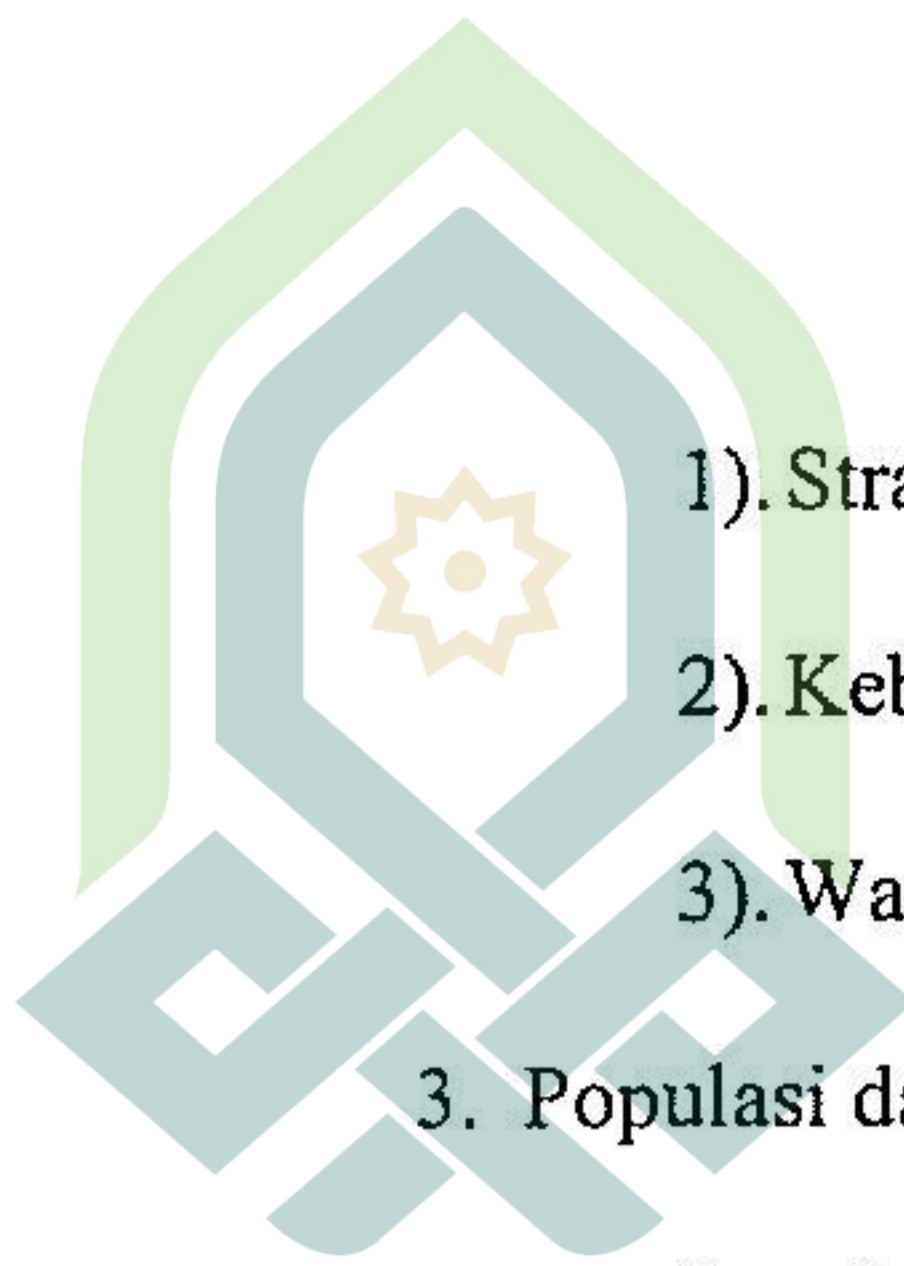 1). Stra
2). Keb
3). Wa
3. Populasi da